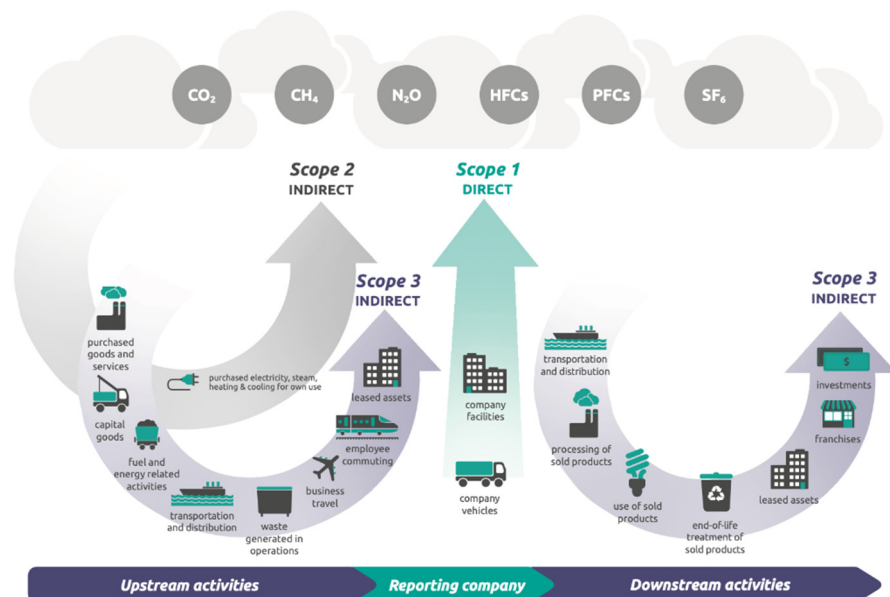 CO₂
CH₄
N₂O
HFCs
PFCs
SF₆
Scope 2
INDIRECT
Scope 1
DIRECT
Scope 3
INDIRECT
Scope 3
INDIRECT
purchased
goods and
services
capital
goods
fuel and
energy related
activities
transportation
and distribution
waste
generated in
operations
business
travel
employee
commuting
leased assets
purchased electricity, steam,
heating & cooling for own use
company
facilities
company
vehicles
transportation
and distribution
processing of
sold products
use of sold
products
end-of-life
treatment of
sold products
leased assets
franchises
$
investments
Upstream activities
Reporting company
Downstream activities